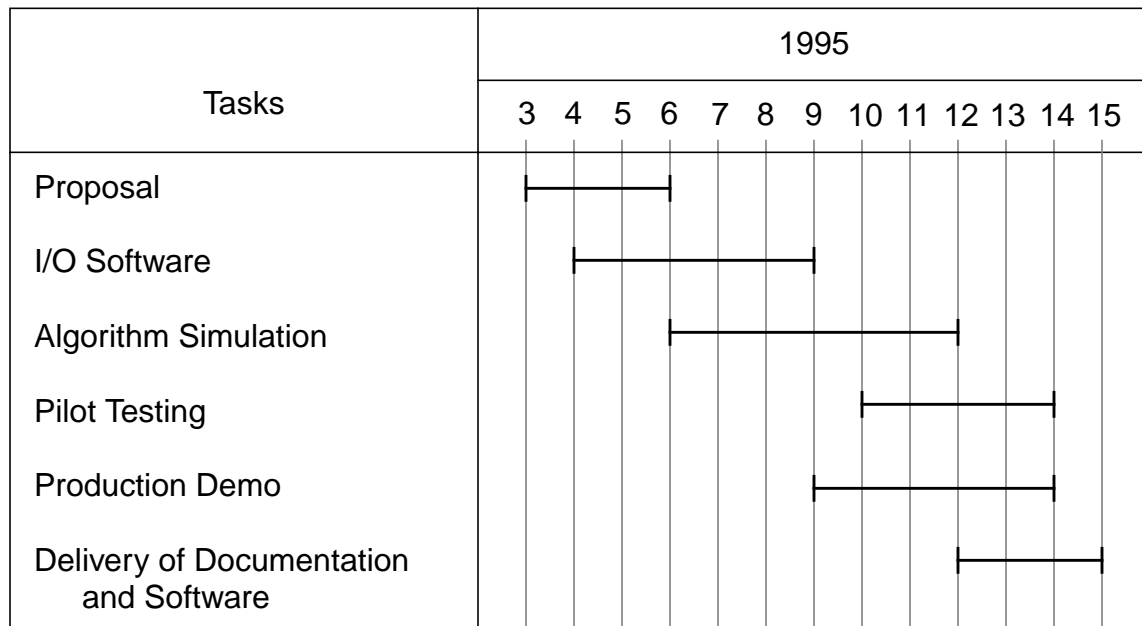 1995
Tasks
3 4 5 6 7 8 9 10 11 12 13 14 15
Proposal
I/O Software
Algorithm Simulation
Pilot Testing
Production Demo
Delivery of Documentation
and Software